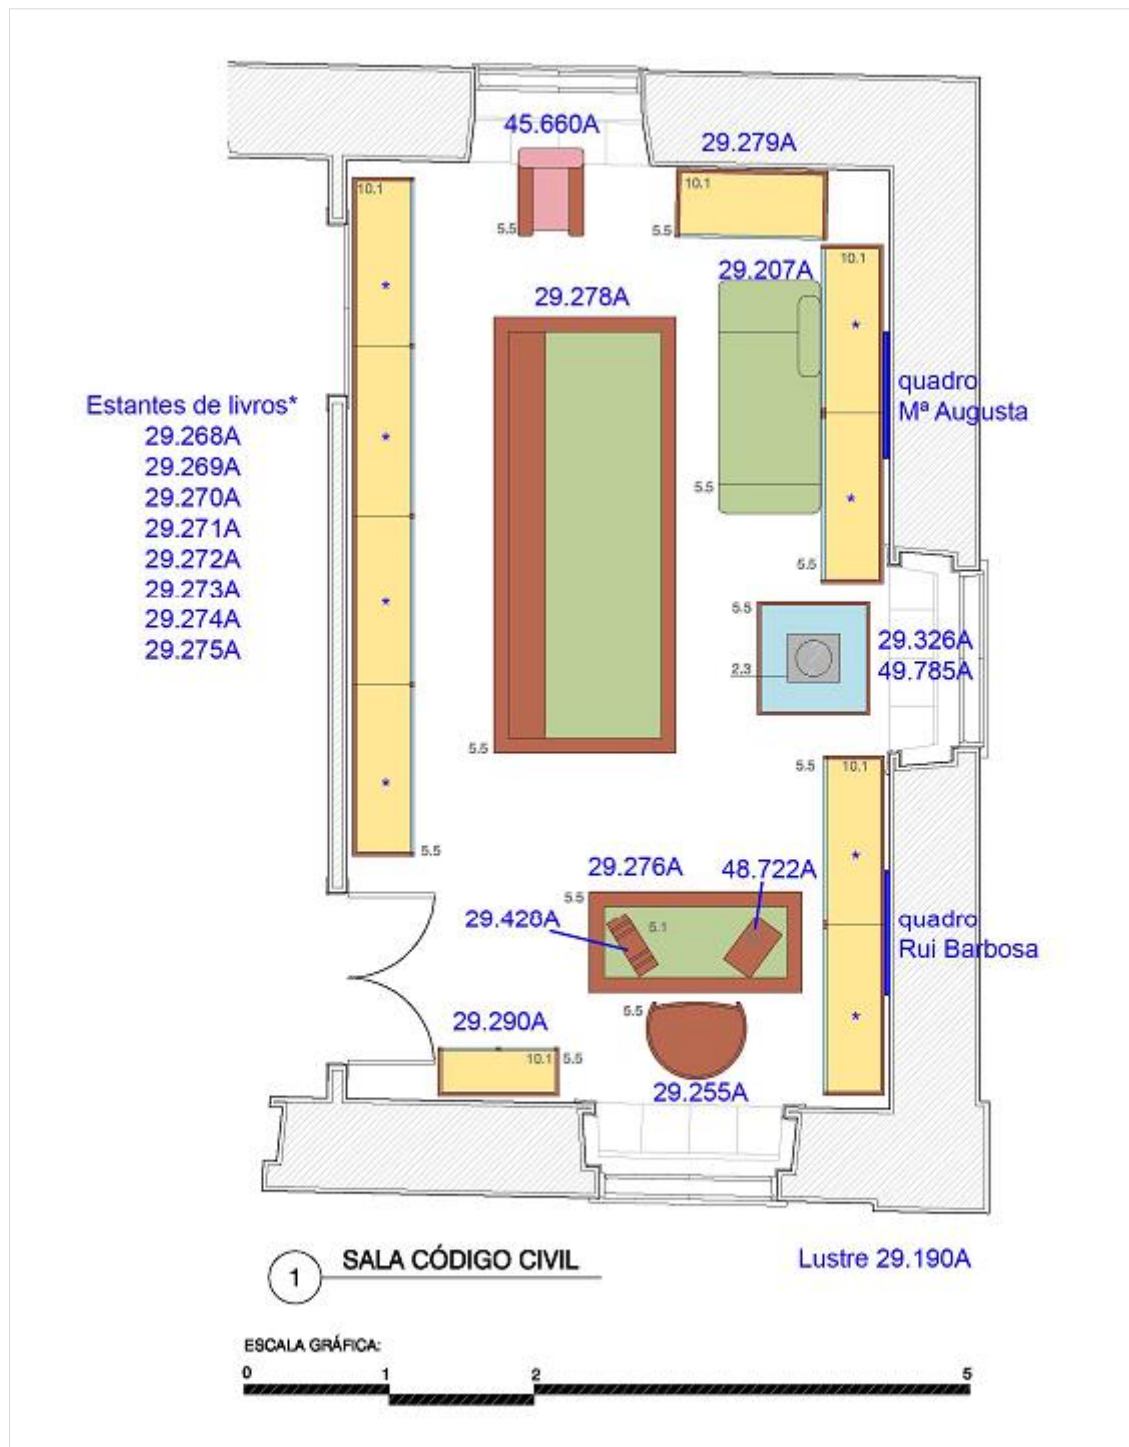 45.660A
29.279A
10.1
10.1
5.5
5.5
29.207A
10.1
29.278A
*
*
quadro
Mª Augusta
Estantes de livros*
29.268A
29.269A
29.270A
29.271A
29.272A
29.273A
29.274A
29.275A
*
5.5
*
5.5
*
5.5
29.326A
49.785A
2.3
5.5
5.5
10.1
*
5.5
*
29.276A
48.722A
5.5
29.428A
5.1
quadro
Rui Barbosa
5.5
*
29.290A
10.1
5.5
29.255A
1
SALA CÓDIGO CIVIL
Lustre 29.190A
ESCALA GRÁFICA:
0 1 2 5